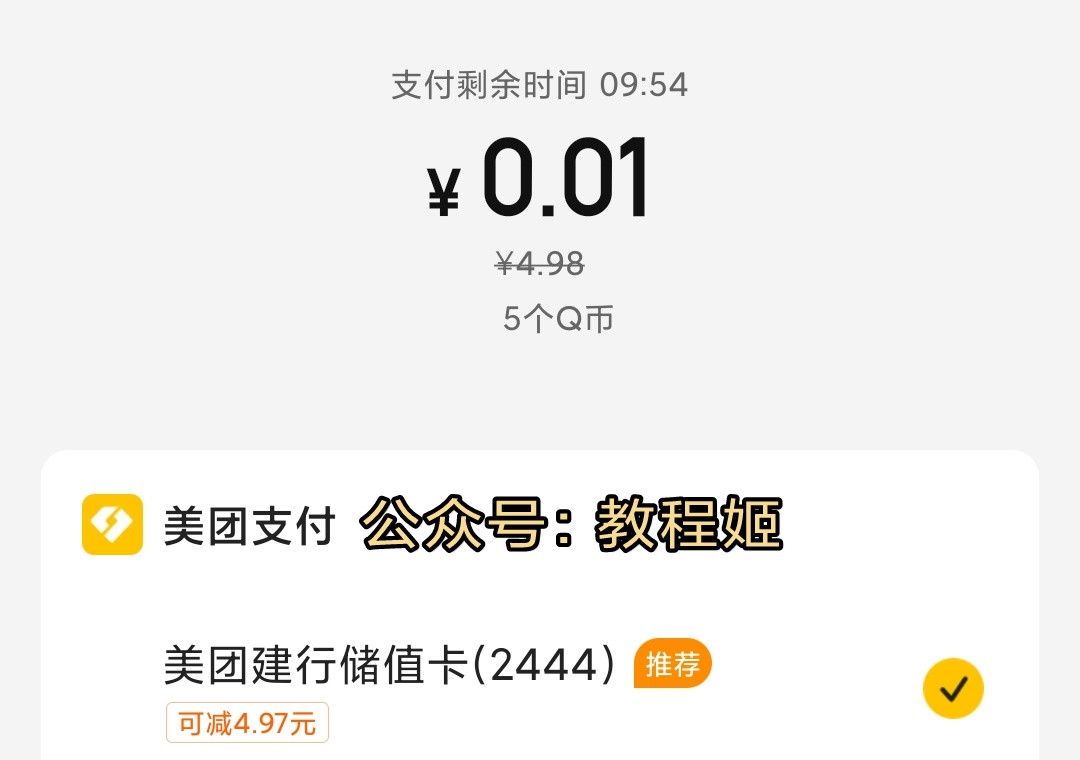 支付剩余时间 09:54
¥0.01
¥4.98
5个Q币
美团支付 公众号：教程姬
美团建行储值卡(2444) 推荐
可减4.97元